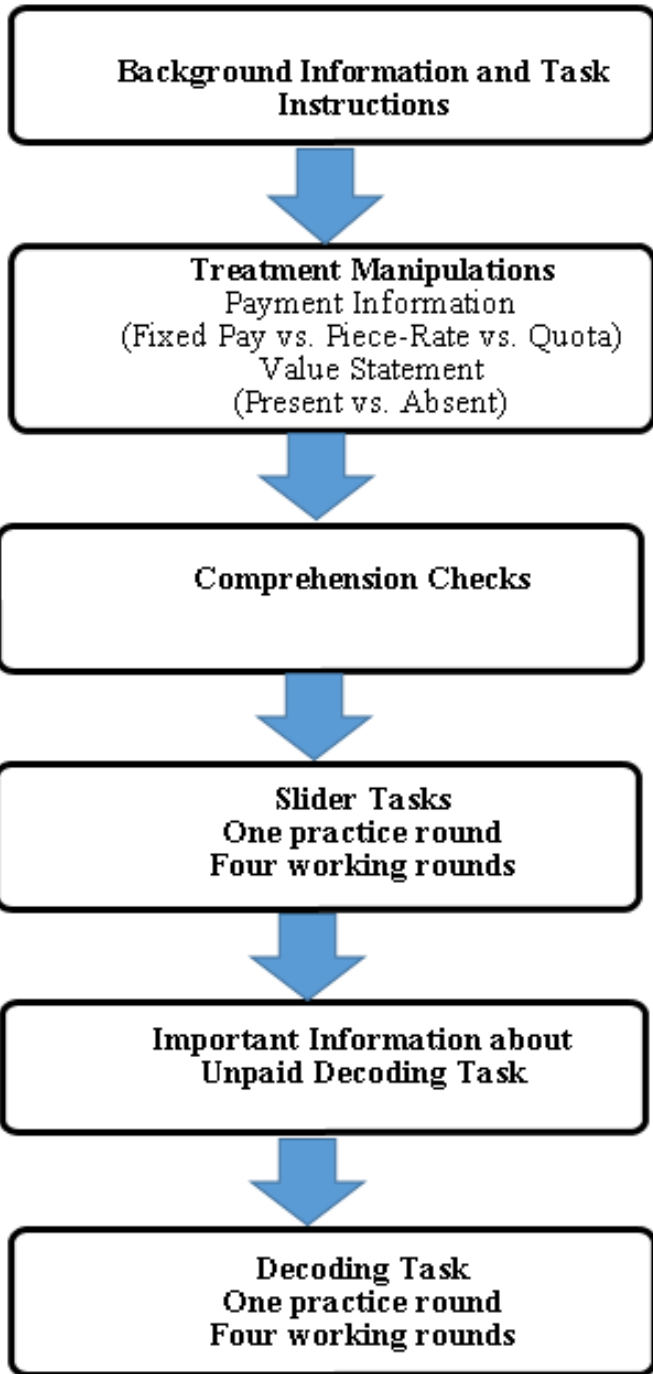 Background Information and Task
Instructions
Treatment Manipulations
Payment Information
(Fixed Pay vs. Piece-Rate vs. Quota)
Value Statement
(Present vs. Absent)
Comprehension Checks
Slider Tasks
One practice round
Four working rounds
Important Information about
Unpaid Decoding Task
Decoding Task
One practice round
Four working rounds